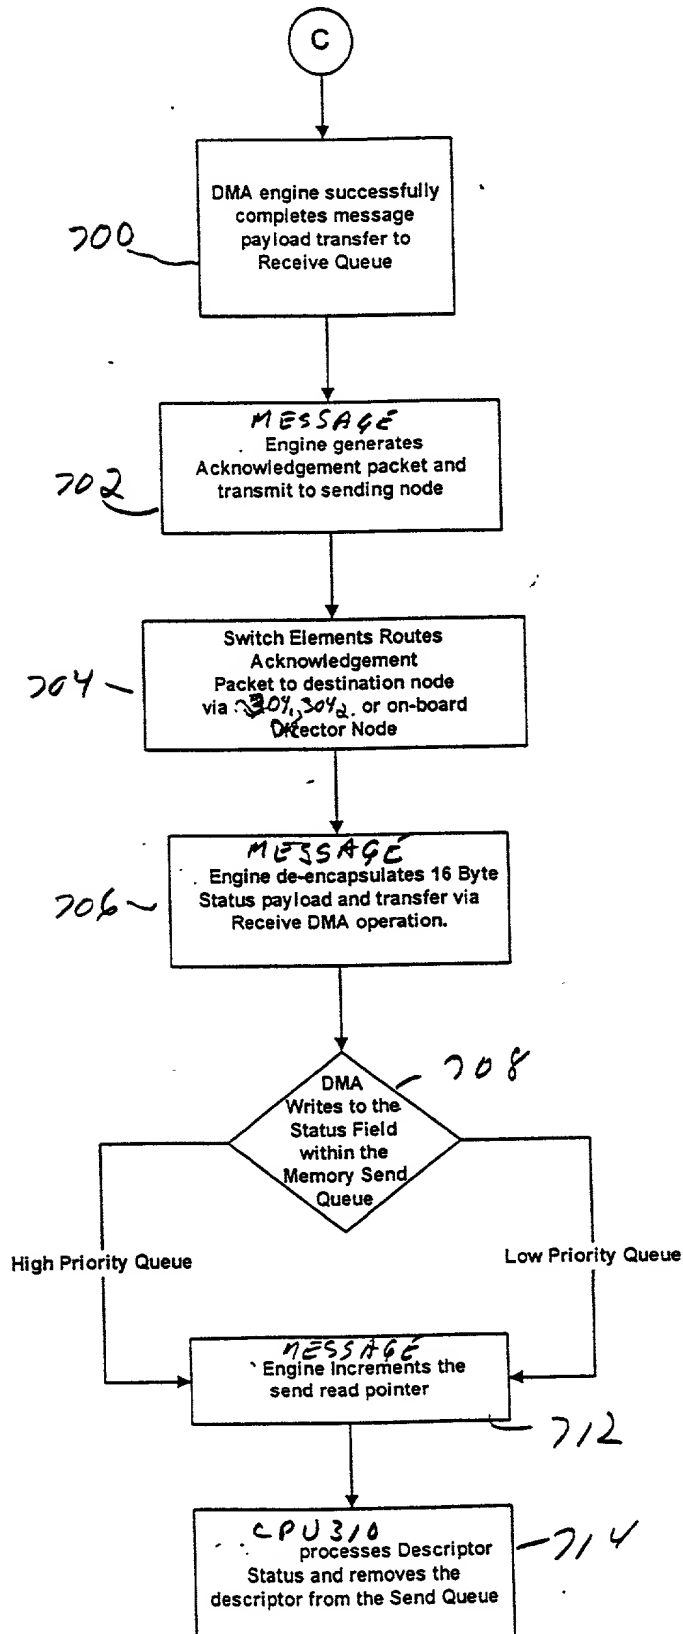 C
DMA engine successfully
completes message
payload transfer to
Receive Queue
700
MESSAGE
Engine generates
Acknowledgement packet and
transmit to sending node
702
Switch Elements Routes
Acknowledgement
Packet to destination node
via 304₁, 304₂ or on-board
Director Node
704
MESSAGE
Engine de-encapsulates 16 Byte
Status payload and transfer via
Receive DMA operation.
706
DMA
Writes to the
Status Field
within the
Memory Send
Queue
708
High Priority Queue
Low Priority Queue
MESSAGE
Engine Increments the
send read pointer
712
CPU 310
processes Descriptor
Status and removes the
descriptor from the Send Queue
714